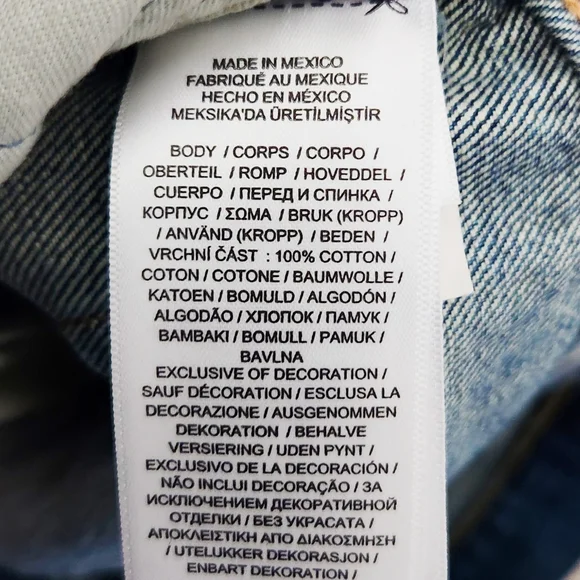 MADE IN MEXICO
FABRIQUÉ AU MEXIQUE
HECHO EN MÉXICO
MEKSIKA'DA ÜRETİLMİŞTİR
BODY / CORPS / CORPO /
OBERTEIL / ROMP / HOVEDDEL /
CUERPO / ПЕРЕД И СПИНКА /
КОРПУС / ΣΩΜΑ / BRUK (KROPP)
/ ANVÄND (KROPP) / BEDEN /
VRCHNÍ ČÁST : 100% COTTON /
COTON / COTONE / BAUMWOLLE /
KATOEN / BOMULD / ALGODÓN /
ALGODÃO / ХЛОПОК / ПАМУК /
ΒΑΜΒΑΚΙ / BOMULL / PAMUK /
BAVLNA
EXCLUSIVE OF DECORATION /
SAUF DÉCORATION / ESCLUSA LA
DECORAZIONE / AUSGENOMMEN
DEKORATION / BEHALVE
VERSIERING / UDEN PYNT /
EXCLUSIVO DE LA DECORACIÓN /
NÃO INCLUI DECORAÇÃO / ЗА
ИСКЛЮЧЕНИЕМ ДЕКОРАТИВНОЙ
ОТДЕЛКИ / БЕЗ УКРАСАТА /
ΑΠΟΚΛΕΙΣΤΙΚΗ ΑΠΟ ΔΙΑΚΟΣΜΗΣΗ
/ UTELUKKER DEKORASJON /
ENBART DEKORATION /